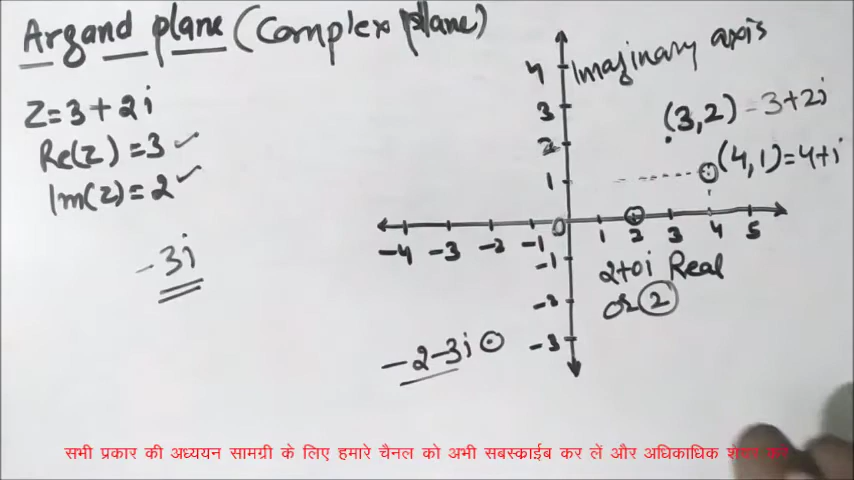 Argand plane (Complex plane)
Z=3+2i
Re(z)=3 ✓
Im(z)=2 ✓
-3i
Imaginary axis
4
3
2
1
(3,2) - 3+2i
(4,1)=4+i
-4 -3 -2 -1 0 1 2 3 4 5
-1
-2
-3
2+0i Real
or 2
-2-3i
सभी प्रकार की अध्ययन सामग्री के लिए हमारे चैनल को अभी सबस्क्राईब कर लें और अधिकाधिक